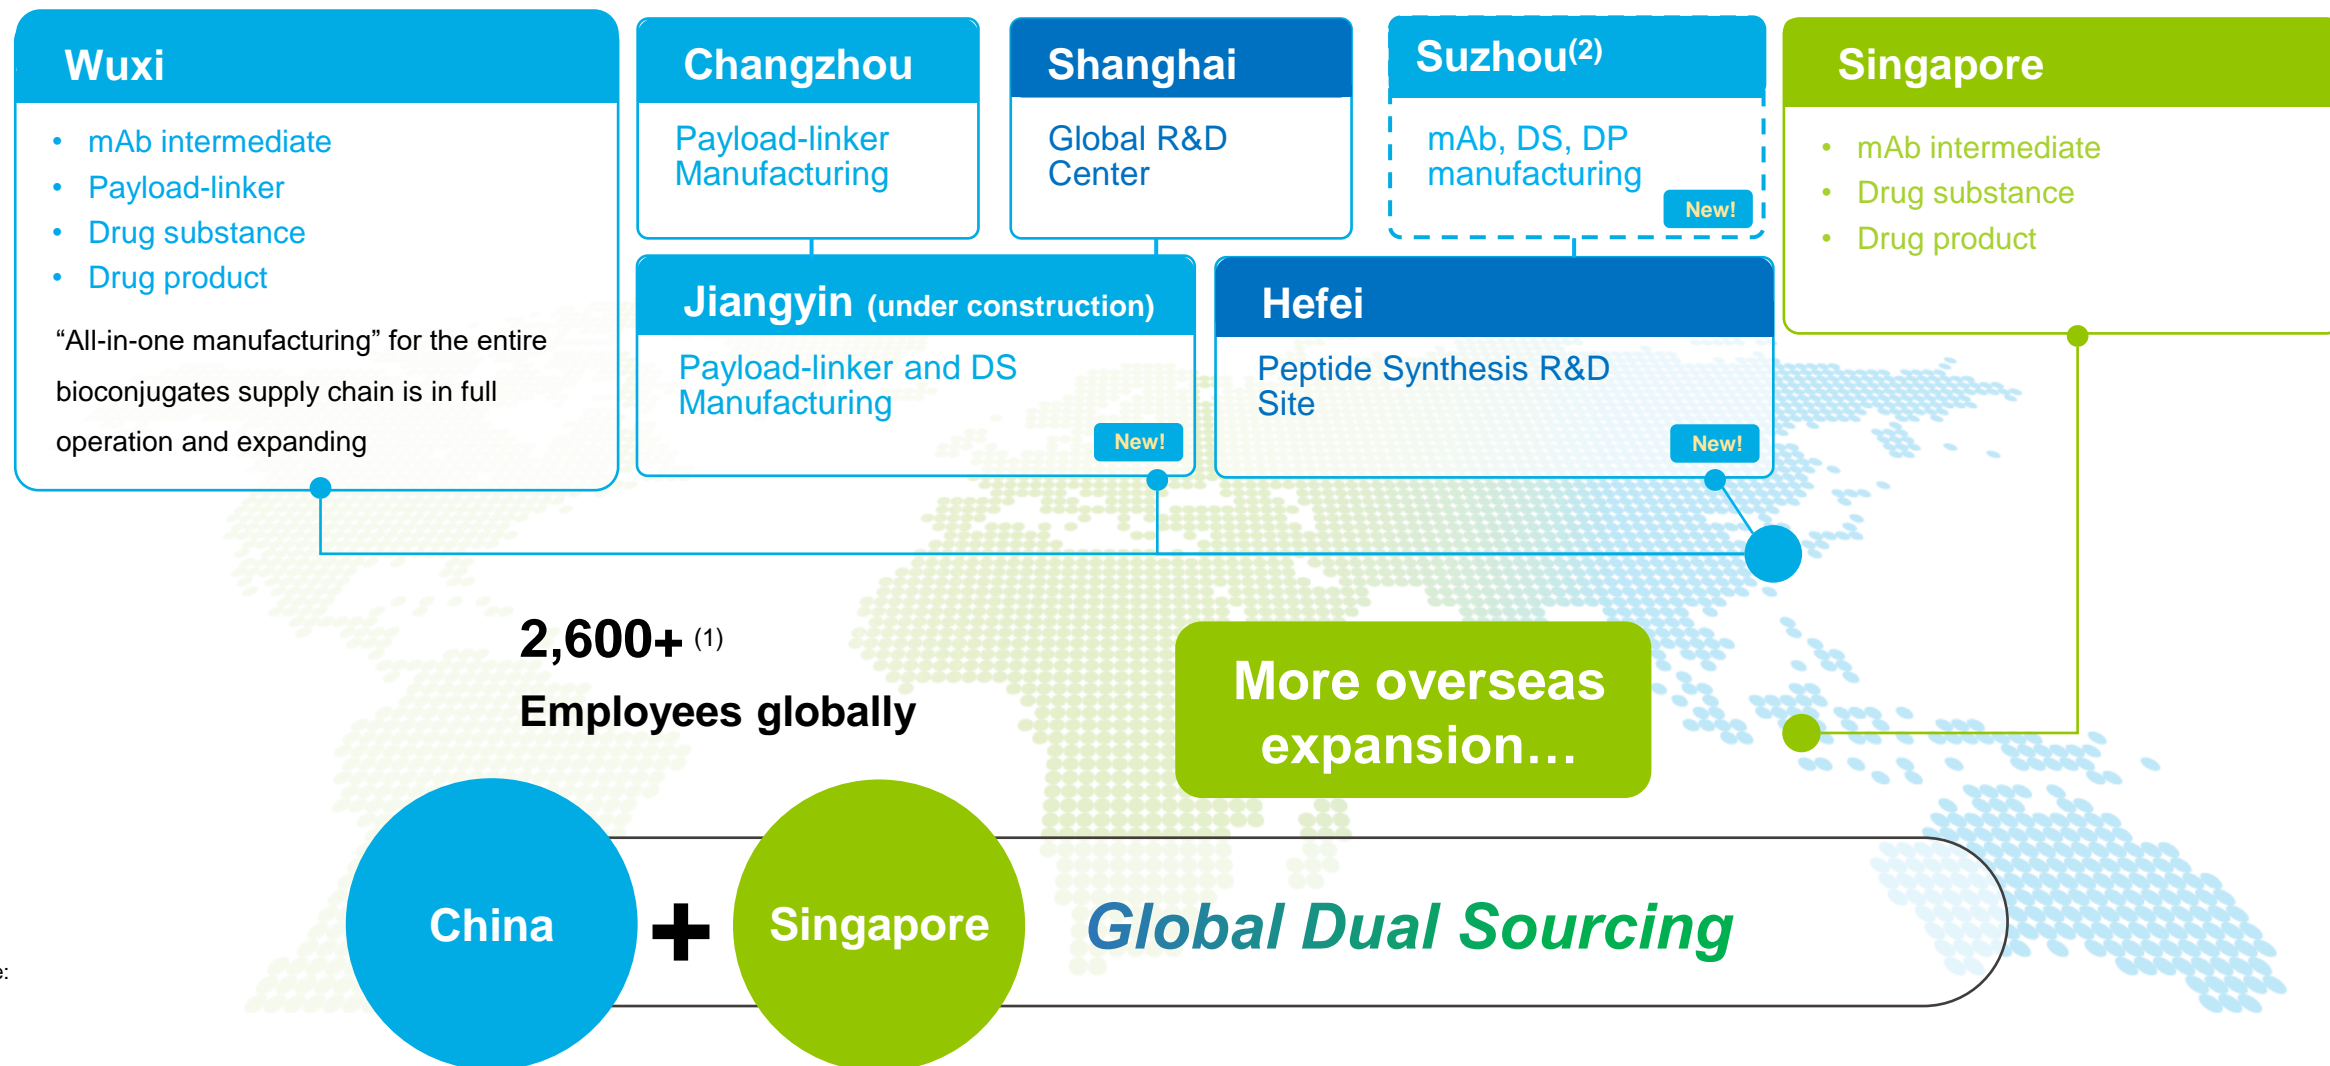 Wuxi
• mAb intermediate
• Payload-linker
• Drug substance
• Drug product
“All-in-one manufacturing” for the entire
bioconjugates supply chain is in full
operation and expanding
Changzhou
Payload-linker
Manufacturing
Shanghai
Global R&D
Center
Suzhou(2)
mAb, DS, DP
manufacturing
New!
Singapore
• mAb intermediate
• Drug substance
• Drug product
Jiangyin (under construction)
Payload-linker and DS
Manufacturing
New!
Hefei
Peptide Synthesis R&D
Site
New!
2,600+ (1)
Employees globally
More overseas
expansion…
China
+
Singapore
Global Dual Sourcing
e: